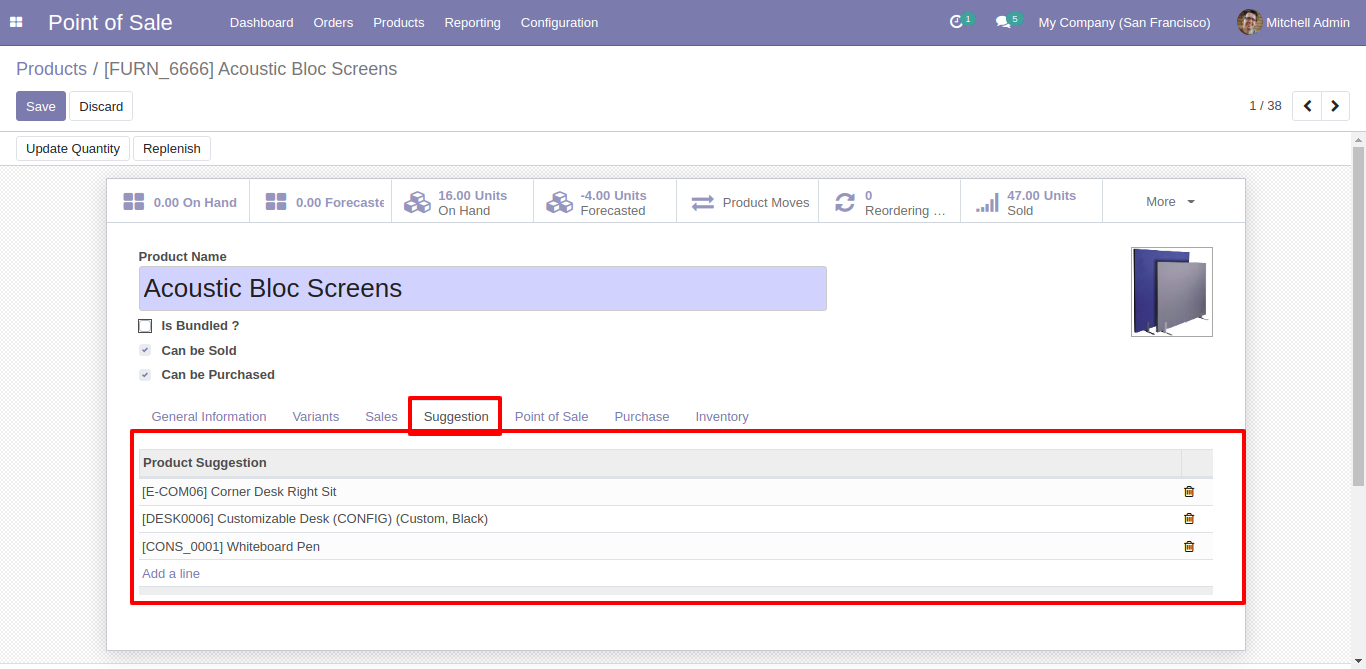 Point of Sale Dashboard Orders Products Reporting Configuration 1 5 My Company (San Francisco) Mitchell Admin
Products / [FURN_6666] Acoustic Bloc Screens
Save Discard 1 / 38
Update Quantity Replenish
0.00 On Hand 0.00 Forecaste 16.00 Units On Hand -4.00 Units Forecasted Product Moves 0 Reordering ... 47.00 Units Sold More
Product Name
Acoustic Bloc Screens
Is Bundled ?
Can be Sold
Can be Purchased
General Information Variants Sales Suggestion Point of Sale Purchase Inventory
Product Suggestion
[E-COM06] Corner Desk Right Sit
[DESK0006] Customizable Desk (CONFIG) (Custom, Black)
[CONS_0001] Whiteboard Pen
Add a line